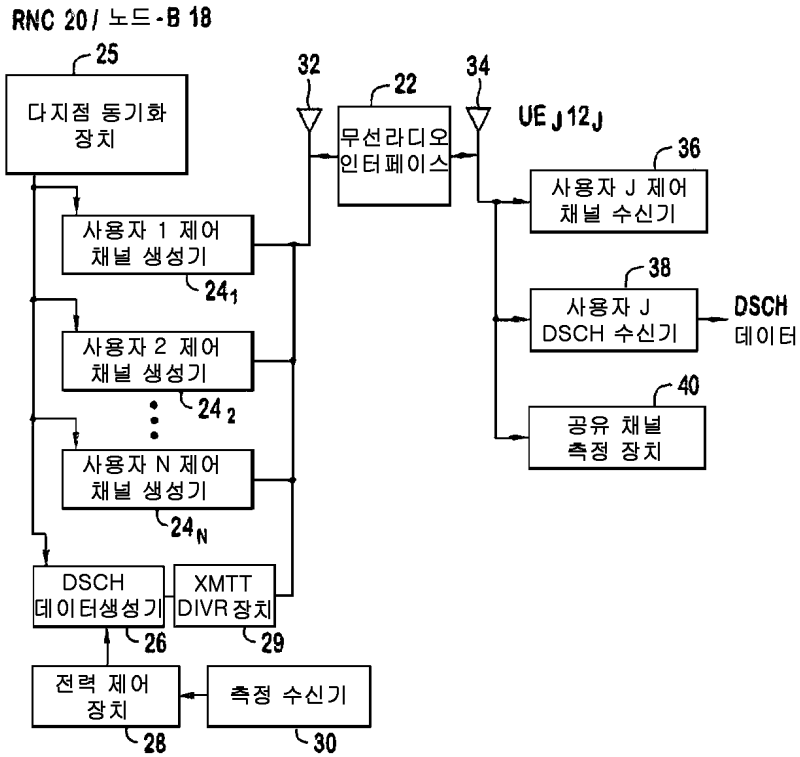 RNC 20/ 노드-B 18
25
다지점 동기화
장치
32
22
무선라디오
인터페이스
34
UE J 12 J
사용자 1 제어
채널 생성기
24 1
사용자 2 제어
채널 생성기
24 2
사용자 N 제어
채널 생성기
24 N
DSCH
데이터생성기
26
XMTT
DIVR 장치
29
전력 제어
장치
28
측정 수신기
30
36
사용자 J 제어
채널 수신기
38
사용자 J
DSCH 수신기
DSCH
데이터
40
공유 채널
측정 장치